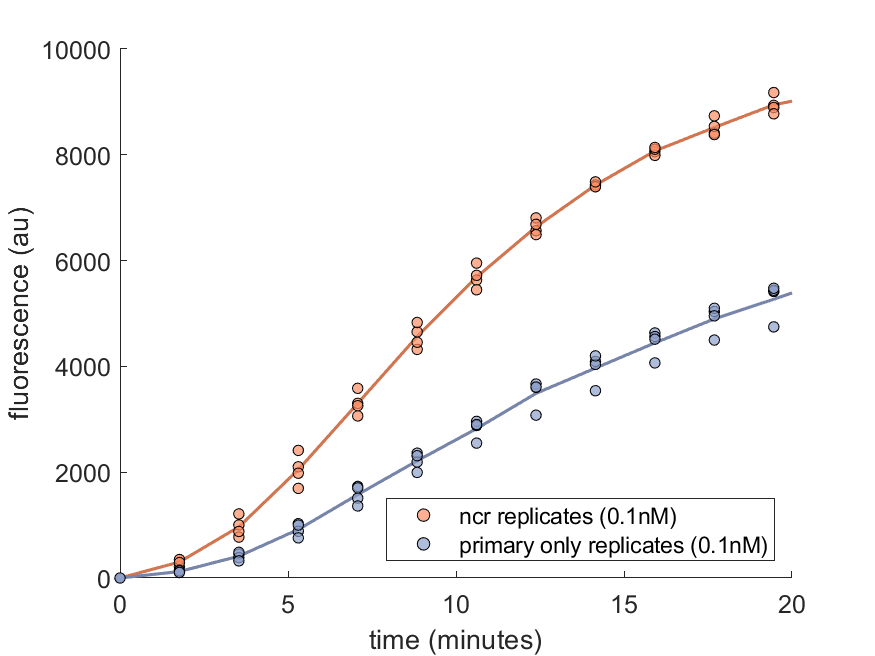 10000
8000
6000
4000
2000
0
fluorescence (au)
ncr replicates (0.1nM)
primary only replicates (0.1nM)
0 5 10 15 20
time (minutes)